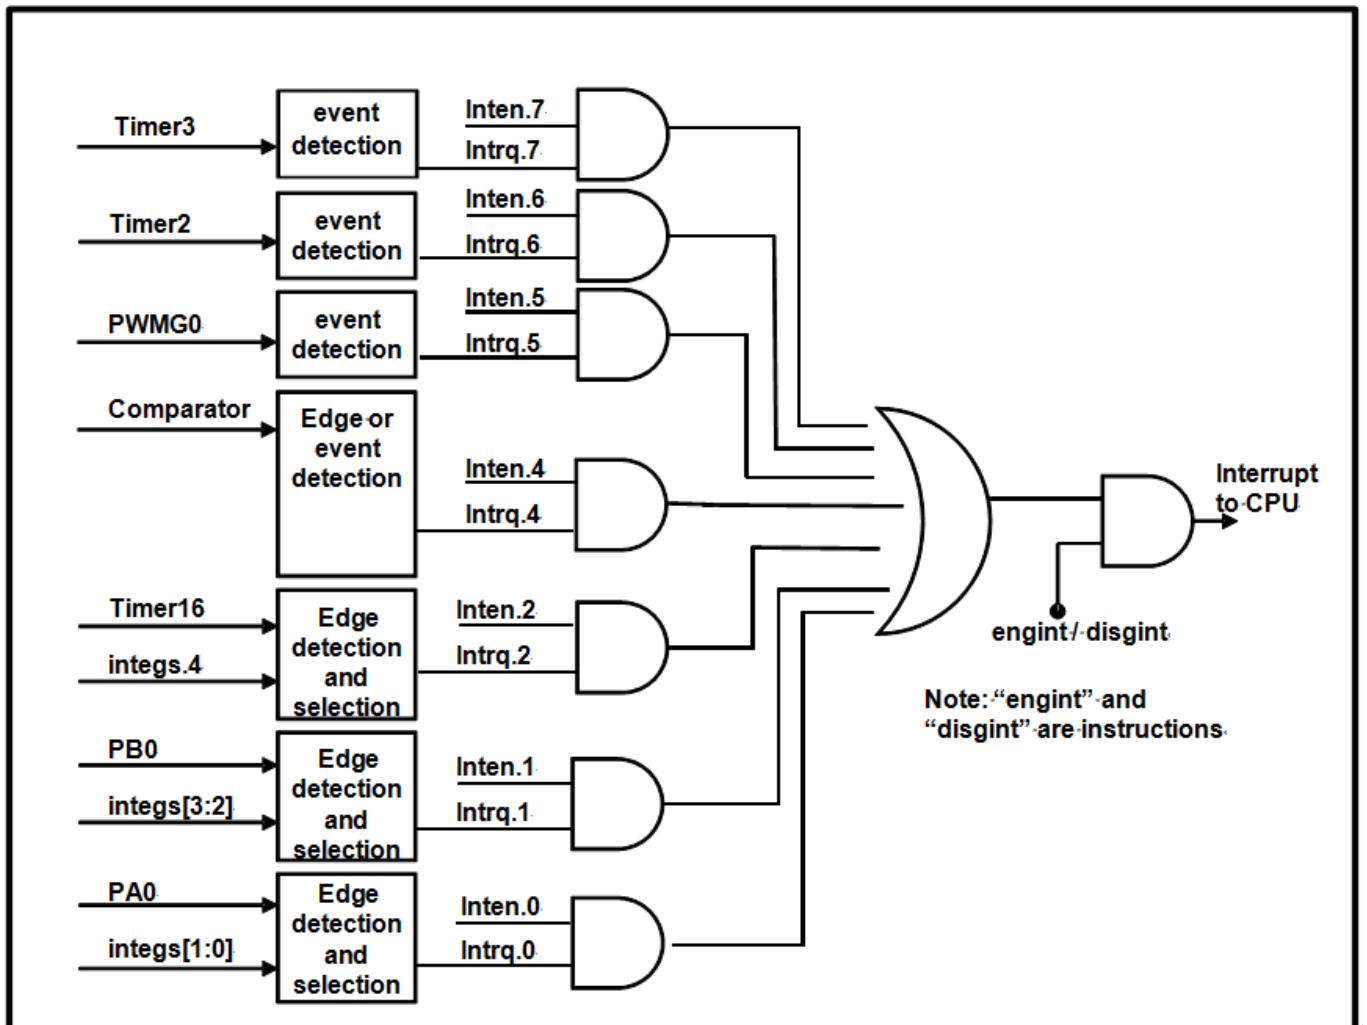 Timer3
event
detection
Inten.7
Intrq.7
Timer2
event
detection
Inten.6
Intrq.6
PWMG0
event
detection
Inten.5
Intrq.5
Comparator
Edge or
event
detection
Inten.4
Intrq.4
Timer16
integs.4
Edge
detection
and
selection
Inten.2
Intrq.2
PB0
integs[3:2]
Edge
detection
and
selection
Inten.1
Intrq.1
PA0
integs[1:0]
Edge
detection
and
selection
Inten.0
Intrq.0
Interrupt
to CPU
engint / disgint
Note: “engint” and
“disgint” are instructions